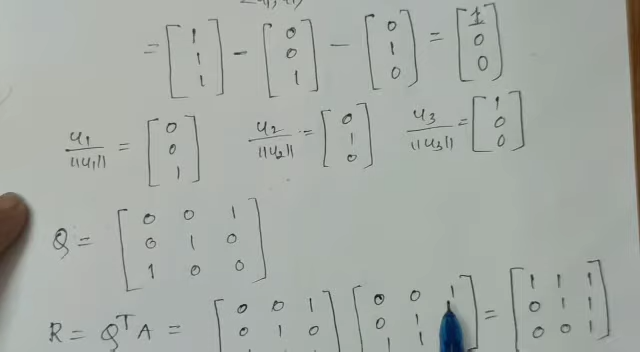 = [1 1 1] - [0 0 1] - [0 1 0] = [1 0 0]
u₁/||u₁|| = [0 0 1] u₂/||u₂|| = [0 1 0] u₃/||u₃|| = [1 0 0]
Q = [0 0 1
0 1 0
1 0 0]
R = QᵀA = [0 0 1 [0 0 1 = [1 1 1
0 1 0 0 1 0 1 1
1 1 0 0 1]